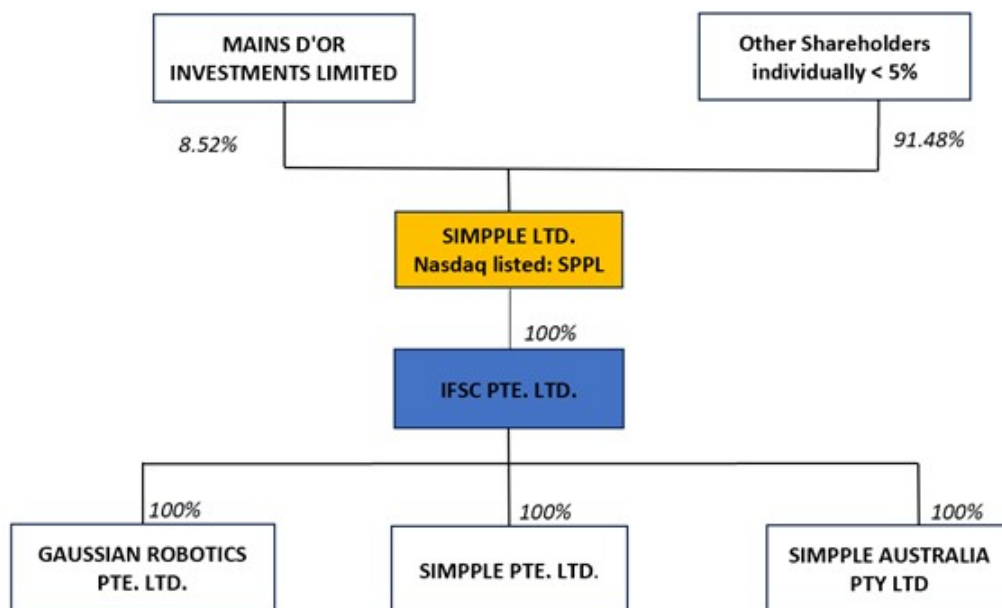 MAINS D'OR
INVESTMENTS LIMITED
Other Shareholders
individually < 5%
8.52%
91.48%
SIMPPLE LTD.
Nasdaq listed: SPPL
100%
IFSC PTE. LTD.
100%
100%
100%
GAUSSIAN ROBOTICS
PTE. LTD.
SIMPPLE PTE. LTD.
SIMPPLE AUSTRALIA
PTY LTD